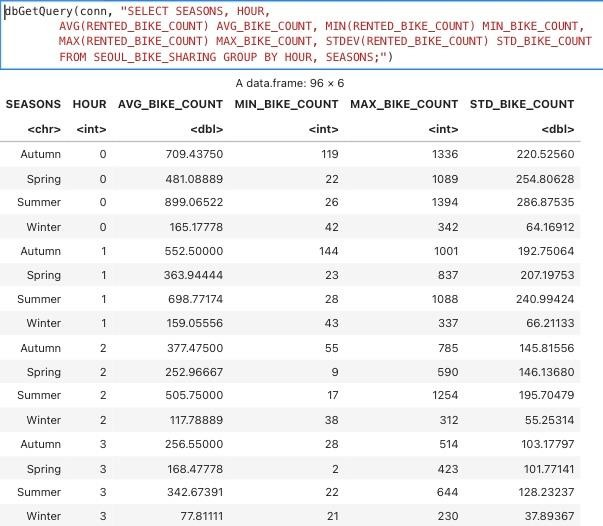 dbGetQuery(conn, "SELECT SEASONS, HOUR,
AVG(RENTED_BIKE_COUNT) AVG_BIKE_COUNT, MIN(RENTED_BIKE_COUNT) MIN_BIKE_COUNT,
MAX(RENTED_BIKE_COUNT) MAX_BIKE_COUNT, STDEV(RENTED_BIKE_COUNT) STD_BIKE_COUNT
FROM SEOUL_BIKE_SHARING GROUP BY HOUR, SEASONS;")
A data.frame: 96 × 6
SEASONS HOUR AVG_BIKE_COUNT MIN_BIKE_COUNT MAX_BIKE_COUNT STD_BIKE_COUNT
<chr> <int> <dbl> <int> <int> <dbl>
Autumn 0 709.43750 119 1336 220.52560
Spring 0 481.08889 22 1089 254.80628
Summer 0 899.06522 26 1394 286.87535
Winter 0 165.17778 42 342 64.16912
Autumn 1 552.50000 144 1001 192.75064
Spring 1 363.94444 23 837 207.19753
Summer 1 698.77174 28 1088 240.99424
Winter 1 159.05556 43 337 66.21133
Autumn 2 377.47500 55 785 145.81556
Spring 2 252.96667 9 590 146.13680
Summer 2 505.75000 17 1254 195.70479
Winter 2 117.78889 38 312 55.25314
Autumn 3 256.55000 28 514 103.17797
Spring 3 168.47778 2 423 101.77141
Summer 3 342.67391 22 644 128.23237
Winter 3 77.81111 21 230 37.89367